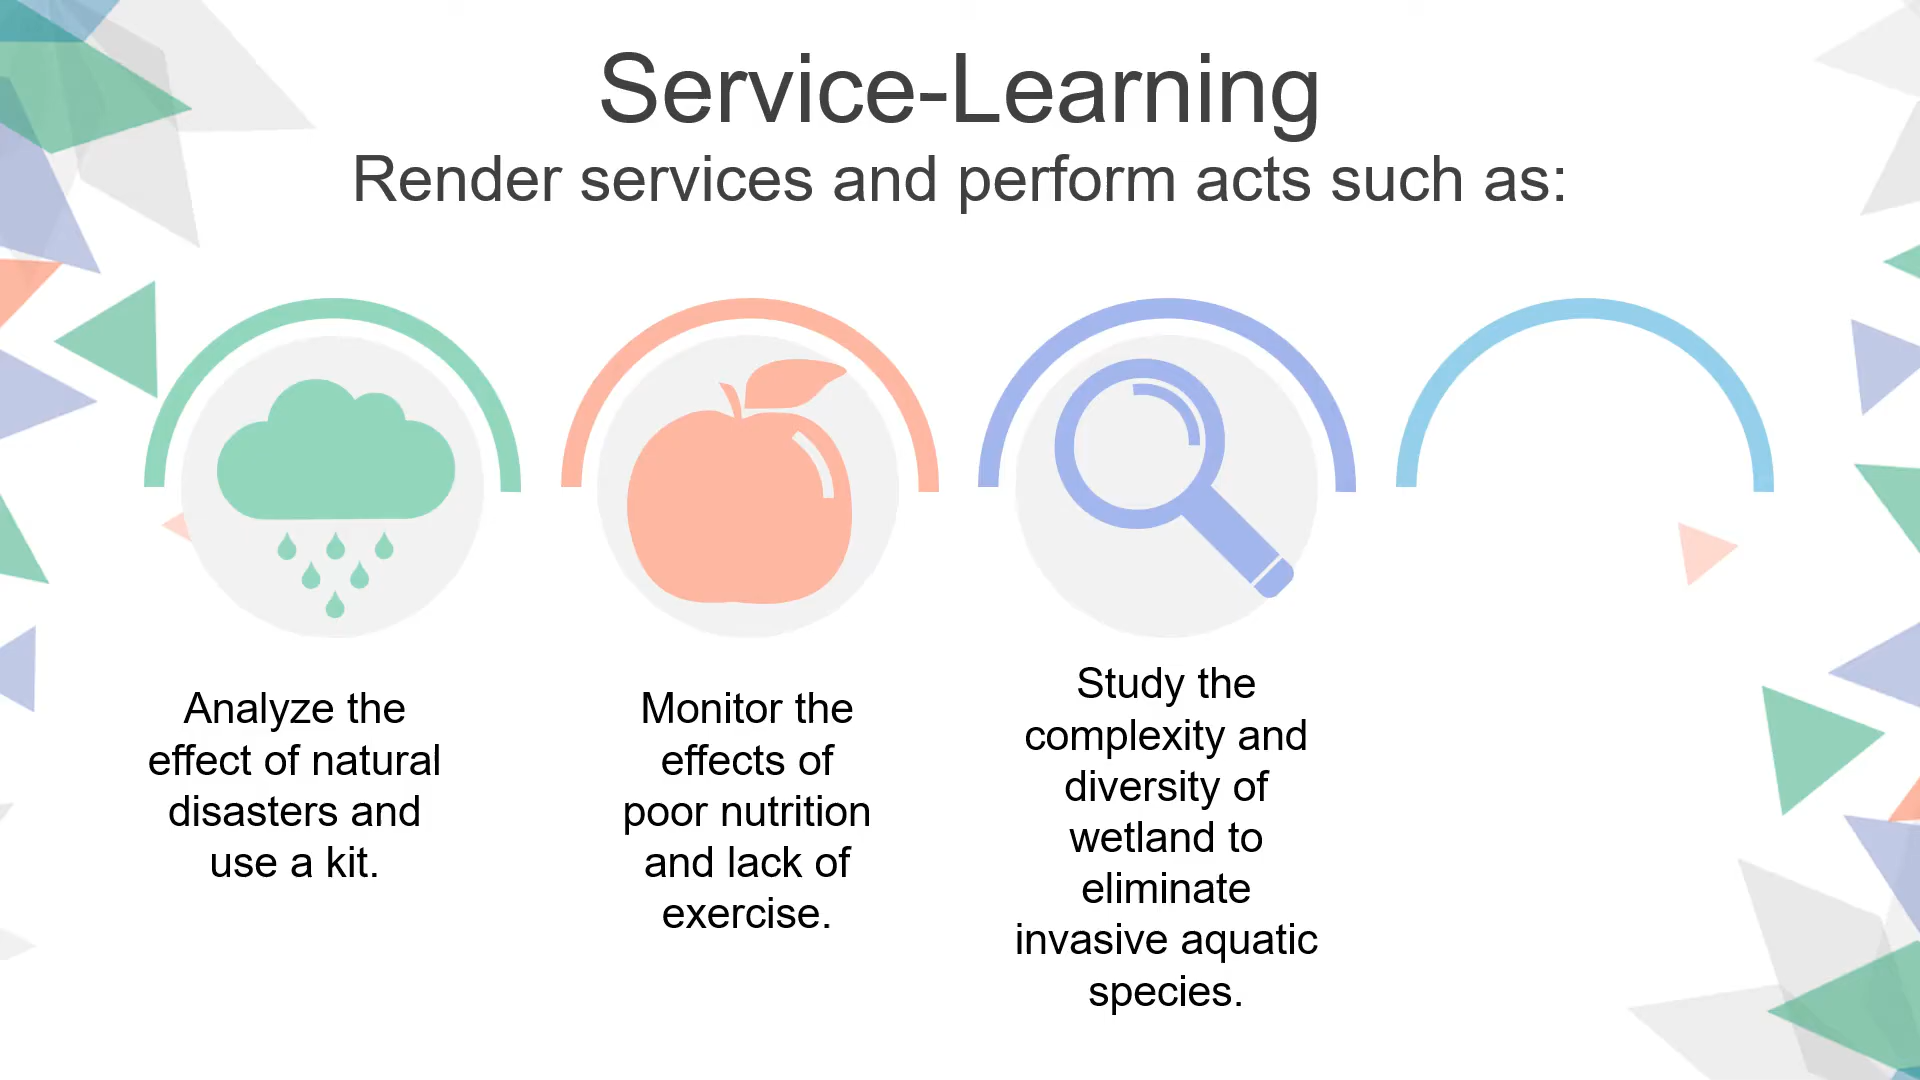 Service-Learning
Render services and perform acts such as:
Analyze the
effect of natural
disasters and
use a kit.
Monitor the
effects of
poor nutrition
and lack of
exercise.
Study the
complexity and
diversity of
wetland to
eliminate
invasive aquatic
species.